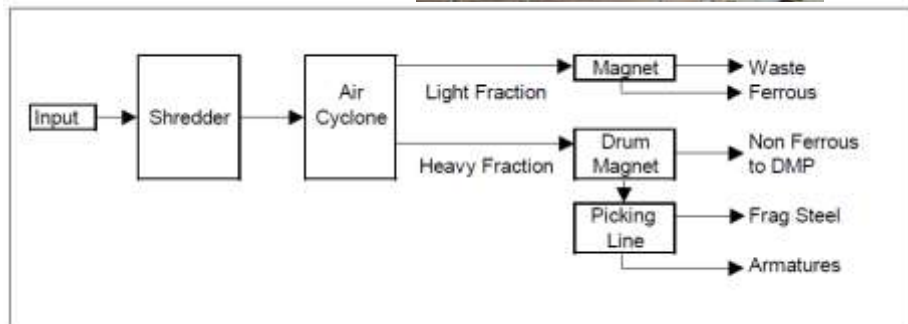 Input
Shredder
Air
Cyclone
Light Fraction
Heavy Fraction
Magnet
Waste
Ferrous
Drum
Magnet
Non Ferrous
to DMP
Picking
Line
Frag Steel
Armatures